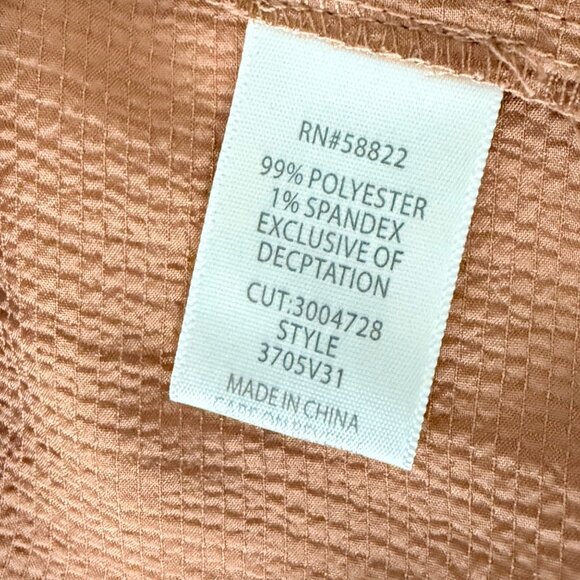 RN#58822
99% POLYESTER
1% SPANDEX
EXCLUSIVE OF
DECPTATION
CUT:3004728
STYLE
3705V31
MADE IN CHINA